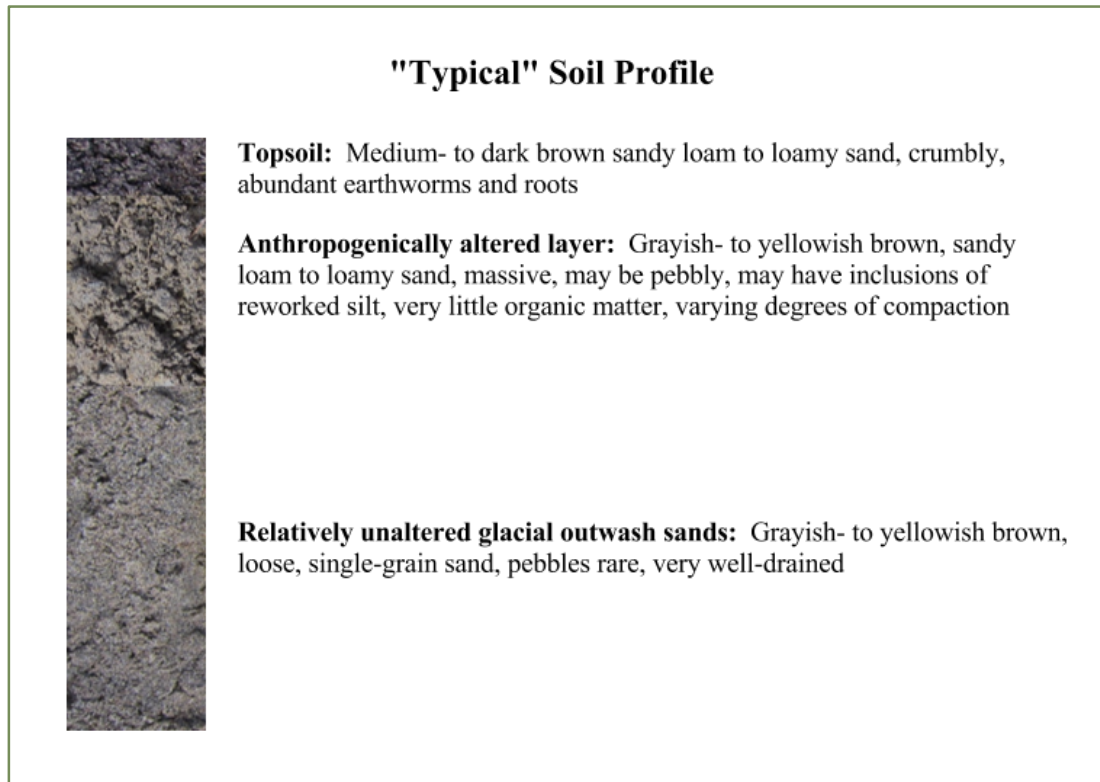 "Typical" Soil Profile
Topsoil:  Medium- to dark brown sandy loam to loamy sand, crumbly,
abundant earthworms and roots
Anthropogenically altered layer:  Grayish- to yellowish brown, sandy
loam to loamy sand, massive, may be pebbly, may have inclusions of
reworked silt, very little organic matter, varying degrees of compaction
Relatively unaltered glacial outwash sands:  Grayish- to yellowish brown,
loose, single-grain sand, pebbles rare, very well-drained